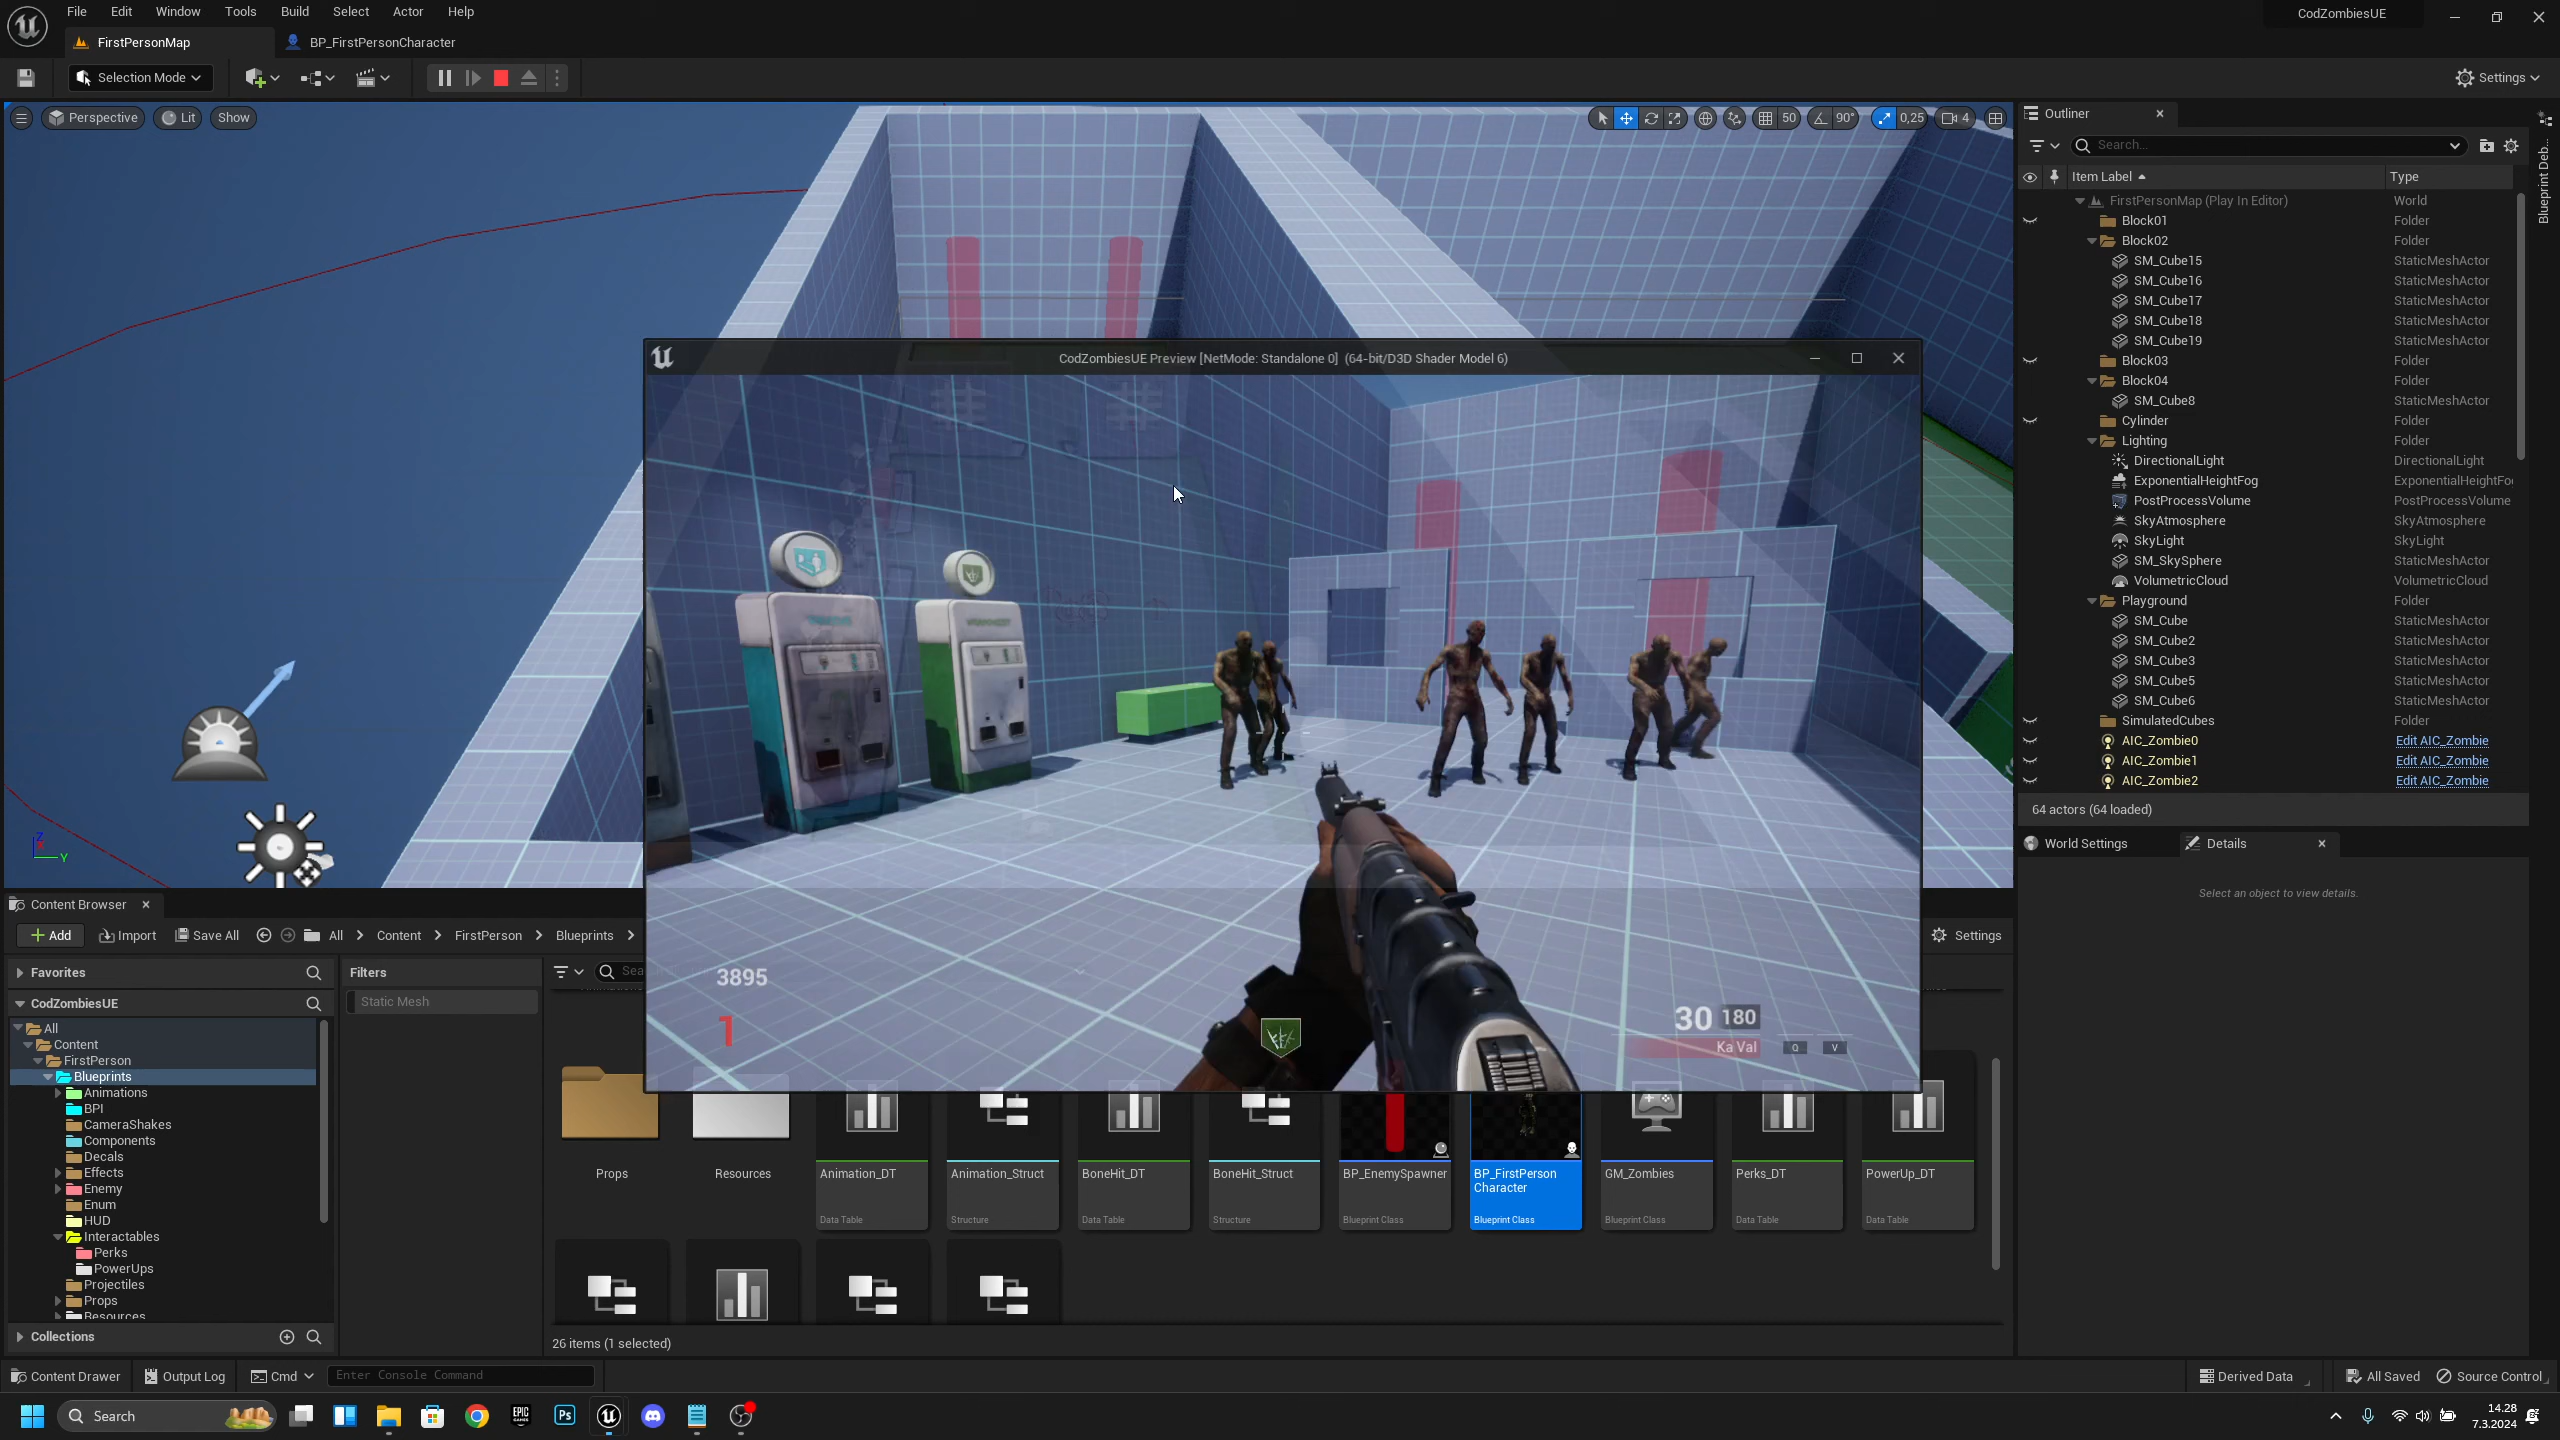 File Edit Window Tools Build Select Actor Help
CodZombiesUE
FirstPersonMap
BP_FirstPersonCharacter
Selection Mode
Settings
Perspective
Lit
Show
50
90°
0,25
4
Outliner
Search...
Item Label
Type
FirstPersonMap (Play In Editor) World
Block01 Folder
Block02 Folder
SM_Cube15 StaticMeshActor
SM_Cube16 StaticMeshActor
SM_Cube17 StaticMeshActor
SM_Cube18 StaticMeshActor
SM_Cube19 StaticMeshActor
Block03 Folder
Block04 Folder
SM_Cube8 StaticMeshActor
Cylinder Folder
Lighting Folder
DirectionalLight DirectionalLight
ExponentialHeightFog ExponentialHeightFo
PostProcessVolume PostProcessVolume
SkyAtmosphere SkyAtmosphere
SkyLight SkyLight
SM_SkySphere StaticMeshActor
VolumetricCloud VolumetricCloud
Playground Folder
SM_Cube StaticMeshActor
SM_Cube2 StaticMeshActor
SM_Cube3 StaticMeshActor
SM_Cube5 StaticMeshActor
SM_Cube6 StaticMeshActor
SimulatedCubes Folder
AIC_Zombie0 Edit AIC_Zombie
AIC_Zombie1 Edit AIC_Zombie
AIC_Zombie2 Edit AIC_Zombie
64 actors (64 loaded)
Blueprint Deb...
World Settings
Details
Select an object to view details.
CodZombiesUE Preview [NetMode: Standalone 0] (64-bit/D3D Shader Model 6)
3895
1
30 180
Ka Val
Q
V
Z
Y
Content Browser
Add
Import
Save All
All
Content
FirstPerson
Blueprints
Settings
Favorites
CodZombiesUE
All
Content
FirstPerson
Blueprints
Animations
BPI
CameraShakes
Components
Decals
Effects
Enemy
Enum
HUD
Interactables
Perks
PowerUps
Projectiles
Props
Resources
Collections
Filters
Static Mesh
Sea
Props
Resources
Animation_DT
Data Table
Animation_Struct
Structure
BoneHit_DT
Data Table
BoneHit_Struct
Structure
BP_EnemySpawner
Blueprint Class
BP_FirstPerson
Character
Blueprint Class
GM_Zombies
Blueprint Class
Perks_DT
Data Table
PowerUp_DT
Data Table
26 items (1 selected)
Content Drawer
Output Log
Cmd
Enter Console Command
Derived Data
All Saved
Source Control
Search
EPIC
GAMES
Ps
14.28
7.3.2024